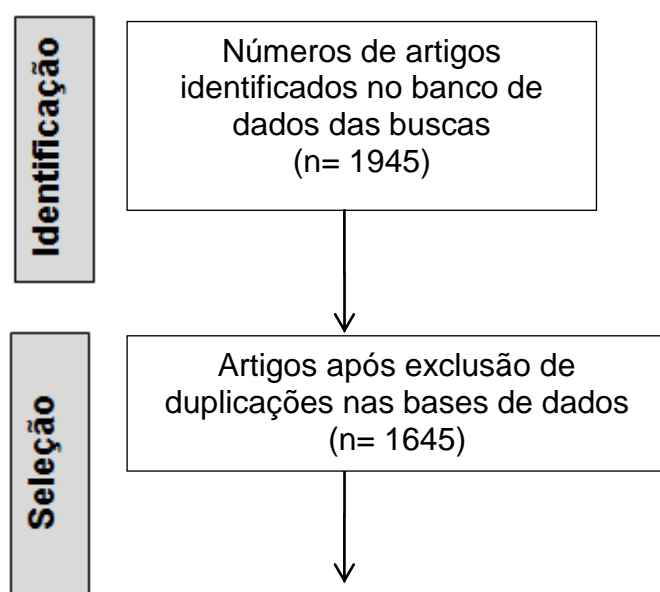 Identificação
Números de artigos
identificados no banco de
dados das buscas
(n= 1945)
Seleção
Artigos após exclusão de
duplicações nas bases de dados
(n= 1645)